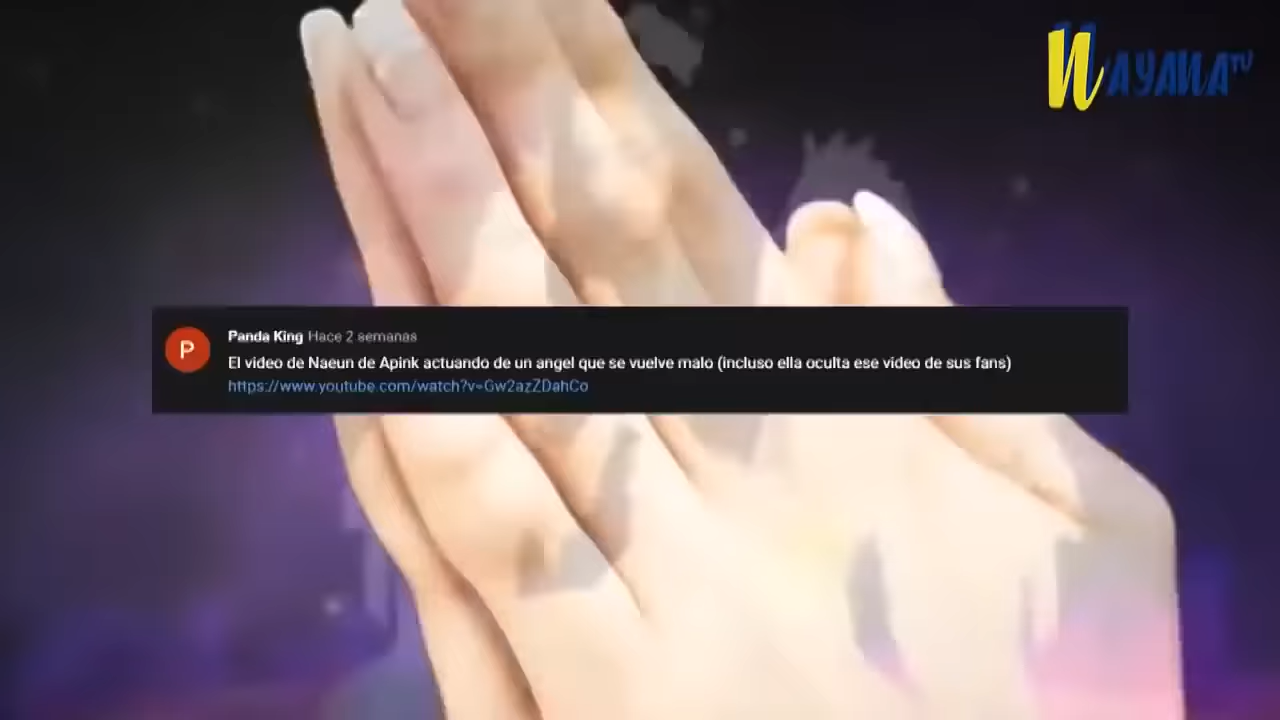 NAYANA TV
P
Panda King Hace 2 semanas
El video de Naeun de Apink actuando de un angel que se vuelve malo (incluso ella oculta ese video de sus fans)
https://www.youtube.com/watch?v=Gw2azZDahCo